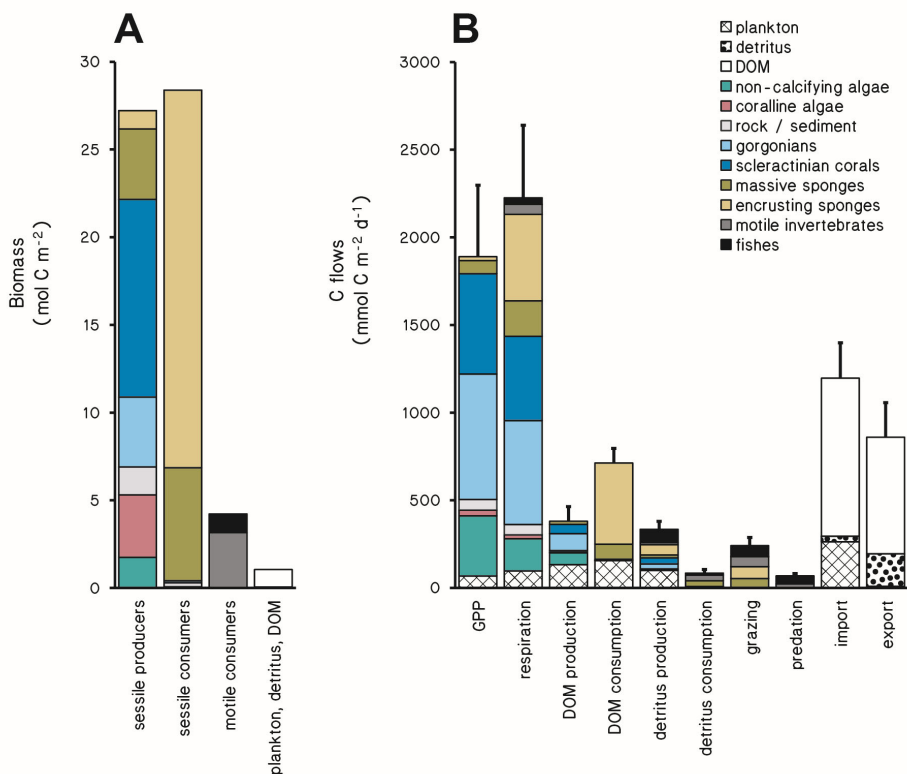 A
B
30
25
20
15
10
5
0
Biomass
(mol C m⁻²)
sessile producers
sessile consumers
motile consumers
plankton, detritus, DOM
3000
2500
2000
1500
1000
500
0
C flows
(mmol C m⁻² d⁻¹)
GPP
respiration
DOM production
DOM consumption
detritus production
detritus consumption
grazing
predation
import
export
plankton
detritus
DOM
non-calcifying algae
coralline algae
rock / sediment
gorgonians
scleractinian corals
massive sponges
encrusting sponges
motile invertebrates
fishes